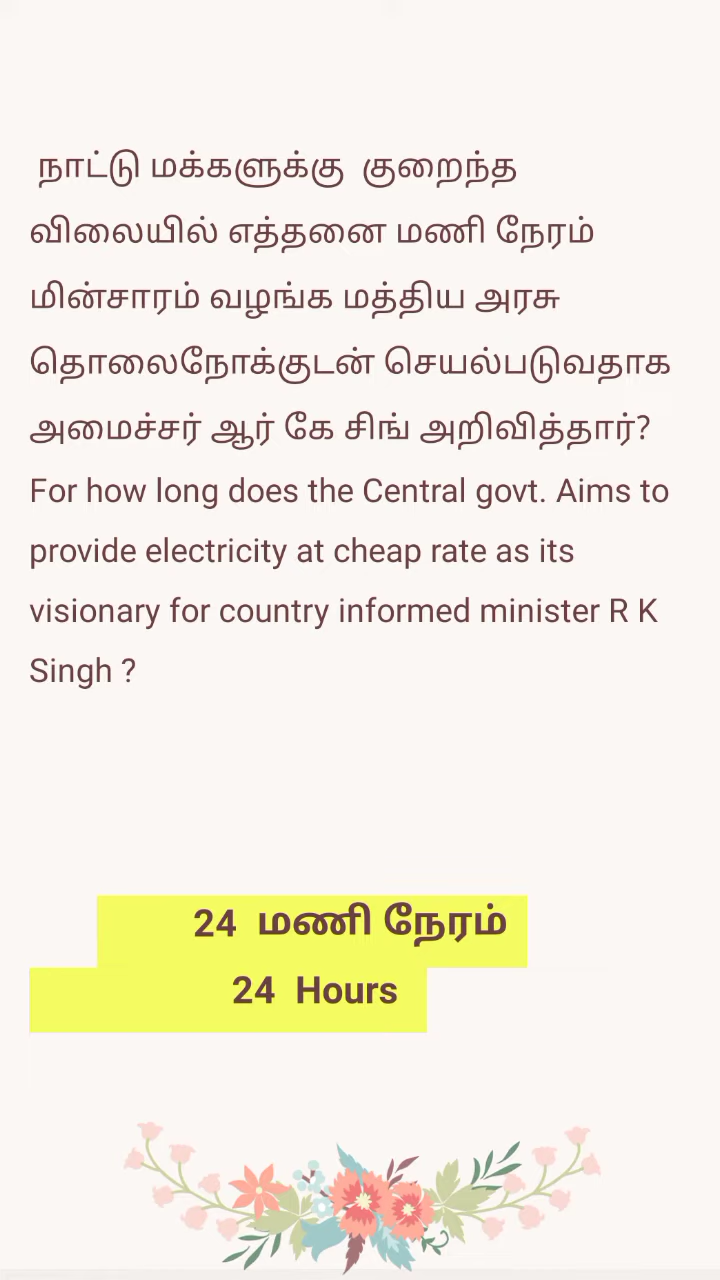 நாட்டு மக்களுக்கு குறைந்த
விலையில் எத்தனை மணி நேரம்
மின்சாரம் வழங்க மத்திய அரசு
தொலைநோக்குடன் செயல்படுவதாக
அமைச்சர் ஆர் கே சிங் அறிவித்தார்?
For how long does the Central govt. Aims to
provide electricity at cheap rate as its
visionary for country informed minister R K
Singh ?
24 மணி நேரம்
24 Hours